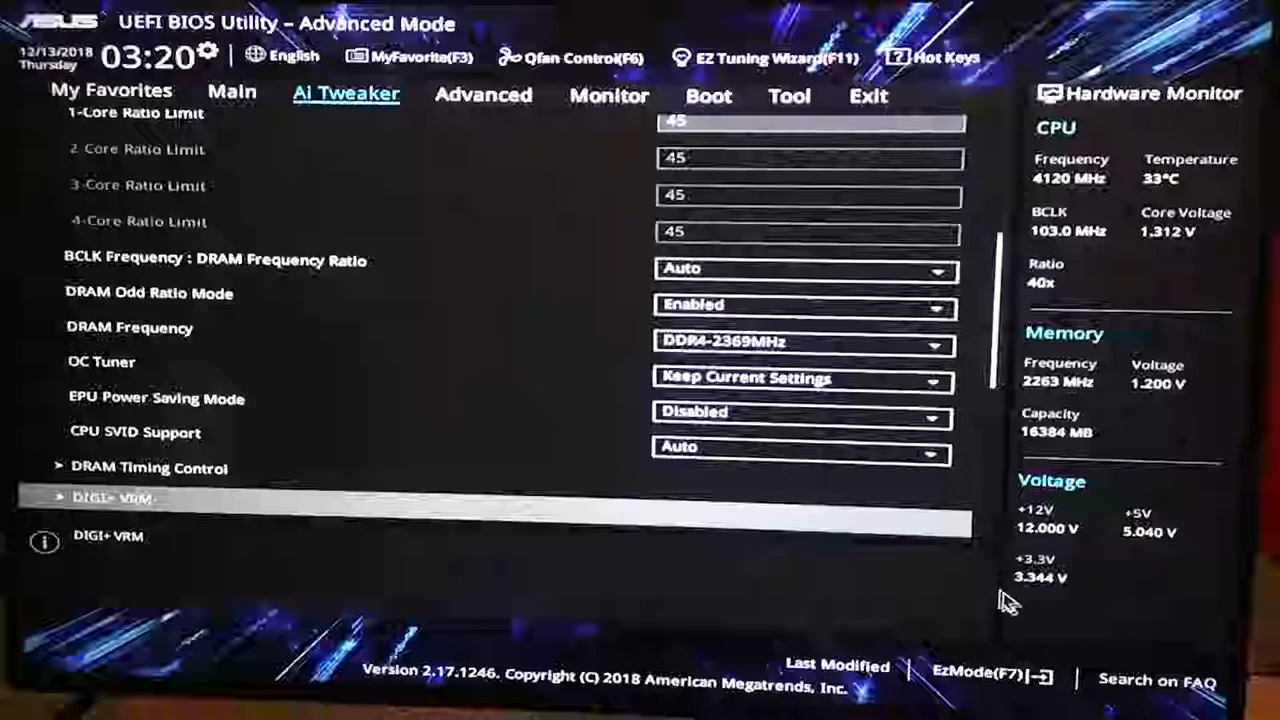 ASUS UEFI BIOS Utility – Advanced Mode
12/13/2018 Thursday 03:20 English MyFavorite(F3) Qfan Control(F6) EZ Tuning Wizard(F11) Hot Keys
My Favorites Main Ai Tweaker Advanced Monitor Boot Tool Exit
1-Core Ratio Limit 45
2-Core Ratio Limit 45
3-Core Ratio Limit 45
4-Core Ratio Limit 45
BCLK Frequency : DRAM Frequency Ratio Auto
DRAM Odd Ratio Mode Enabled
DRAM Frequency DDR4-2369MHz
OC Tuner Keep Current Settings
EPU Power Saving Mode Disabled
CPU SVID Support Auto
> DRAM Timing Control
> DIGI+ VRM
DIGI+ VRM
Hardware Monitor
CPU
Frequency Temperature
4120 MHz 33°C
BCLK Core Voltage
103.0 MHz 1.312 V
Ratio
40x
Memory
Frequency Voltage
2263 MHz 1.200 V
Capacity
16384 MB
Voltage
+12V +5V
12.000 V 5.040 V
+3.3V
3.344 V
Last Modified EzMode(F7) Search on FAQ
Version 2.17.1246. Copyright (C) 2018 American Megatrends, Inc.